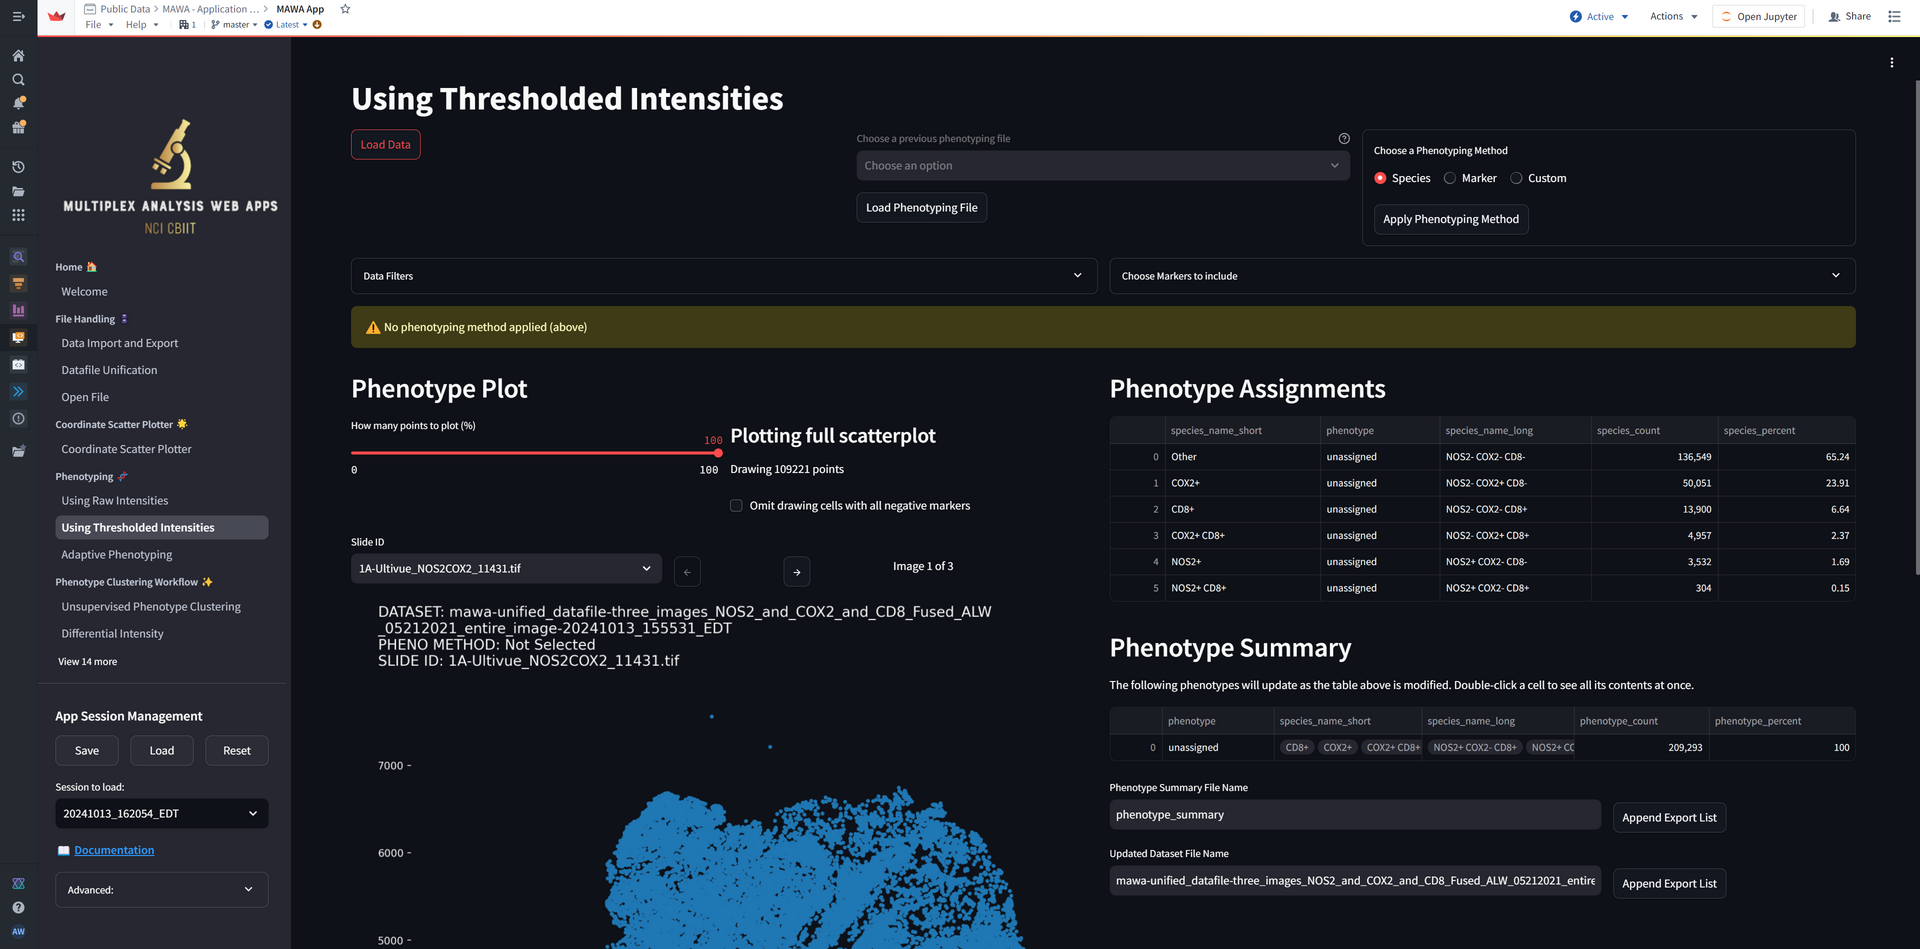 Public Data > MAWA - Application ... > MAWA App
File Help 1 master Latest
Active
Actions
Open Jupyter
Share
MULTIPLEX ANALYSIS WEB APPS
NCI CBIIT
Home
Welcome
File Handling
Data Import and Export
Datafile Unification
Open File
Coordinate Scatter Plotter
Coordinate Scatter Plotter
Phenotyping
Using Raw Intensities
Using Thresholded Intensities
Adaptive Phenotyping
Phenotype Clustering Workflow
Unsupervised Phenotype Clustering
Differential Intensity
View 14 more
App Session Management
Save Load Reset
Session to load:
20241013_162054_EDT
Documentation
Advanced:
AW
Using Thresholded Intensities
Load Data
Choose a previous phenotyping file
Choose an option
Load Phenotyping File
Choose a Phenotyping Method
Species Marker Custom
Apply Phenotyping Method
Data Filters
Choose Markers to include
No phenotyping method applied (above)
Phenotype Plot
How many points to plot (%)
100
0 100
Plotting full scatterplot
Drawing 109221 points
Omit drawing cells with all negative markers
Slide ID
1A-Ultivue_NOS2COX2_11431.tif
← →
Image 1 of 3
DATASET: mawa-unified_datafile-three_images_NOS2_and_COX2_and_CD8_Fused_ALW
_05212021_entire_image-20241013_155531_EDT
PHENO METHOD: Not Selected
SLIDE ID: 1A-Ultivue_NOS2COX2_11431.tif
7000
6000
5000
Phenotype Assignments
species_name_short phenotype species_name_long species_count species_percent
0 Other unassigned NOS2- COX2- CD8- 136,549 65.24
1 COX2+ unassigned NOS2- COX2+ CD8- 50,051 23.91
2 CD8+ unassigned NOS2- COX2- CD8+ 13,900 6.64
3 COX2+ CD8+ unassigned NOS2- COX2+ CD8+ 4,957 2.37
4 NOS2+ unassigned NOS2+ COX2- CD8- 3,532 1.69
5 NOS2+ CD8+ unassigned NOS2+ COX2- CD8+ 304 0.15
Phenotype Summary
The following phenotypes will update as the table above is modified. Double-click a cell to see all its contents at once.
phenotype species_name_short species_name_long phenotype_count phenotype_percent
0 unassigned CD8+ COX2+ COX2+ CD8+ NOS2+ COX2- CD8+ NOS2+ CO 209,293 100
Phenotype Summary File Name
phenotype_summary
Append Export List
Updated Dataset File Name
mawa-unified_datafile-three_images_NOS2_and_COX2_and_CD8_Fused_ALW_05212021_entire
Append Export List